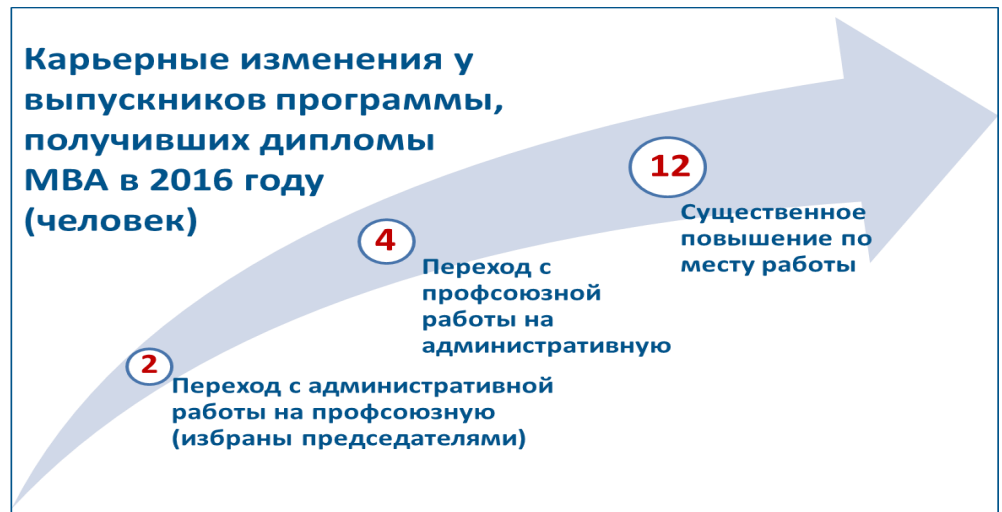 Карьерные изменения у
выпускников программы,
получивших дипломы
МВА в 2016 году
(человек)
12
Существенное
повышение по
месту работы
4
Переход с
профсоюзной
работы на
административную
2
Переход с административной
работы на профсоюзную
(избраны председателями)